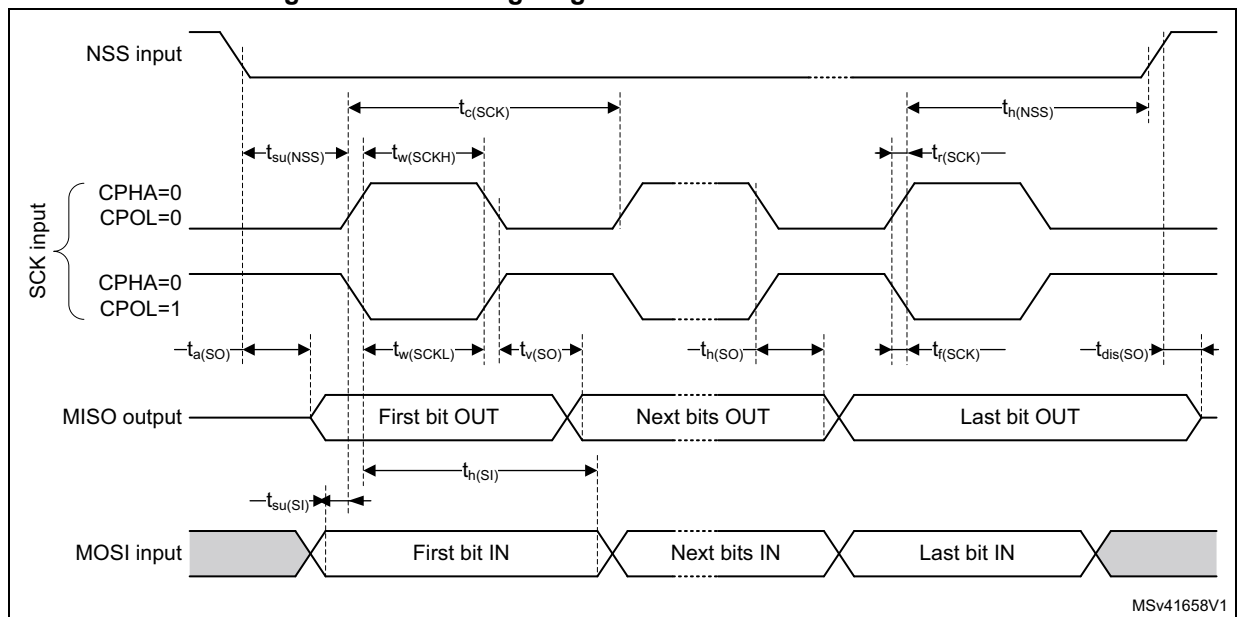 NSS input
tc(SCK)
th(NSS)
tsu(NSS)
tw(SCKH)
tr(SCK)
SCK input
CPHA=0
CPOL=0
CPHA=0
CPOL=1
ta(SO)
tw(SCKL)
tv(SO)
th(SO)
tf(SCK)
tdis(SO)
MISO output
First bit OUT
Next bits OUT
Last bit OUT
th(SI)
tsu(SI)
MOSI input
First bit IN
Next bits IN
Last bit IN
MSv41658V1